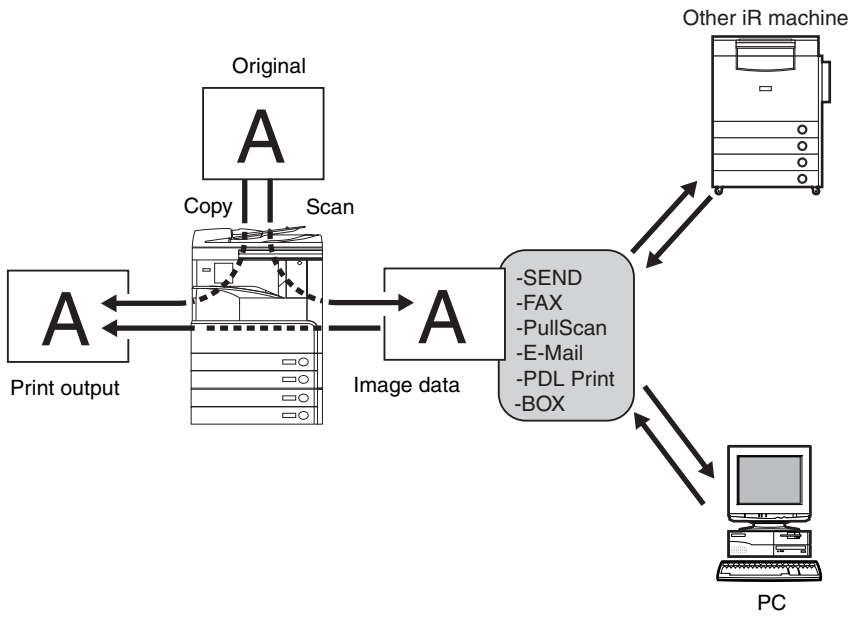 Other iR machine
Original
A
Copy
Scan
A
A
-SEND
-FAX
-PullScan
-E-Mail
-PDL Print
-BOX
Print output
Image data
PC